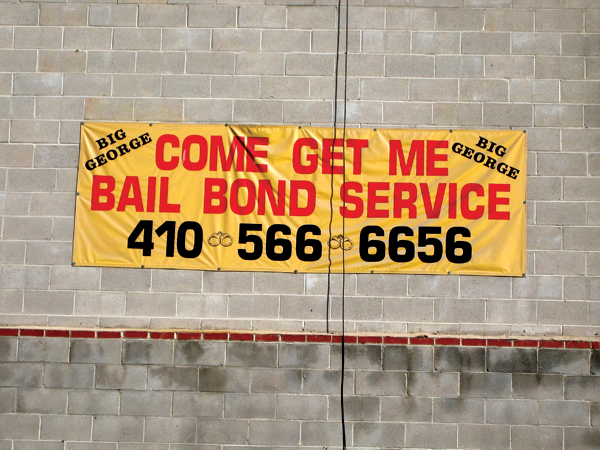 BIG
GEORGE
COME GET ME
BIG
GEORGE
BAIL BOND SERVICE
410 566 6656